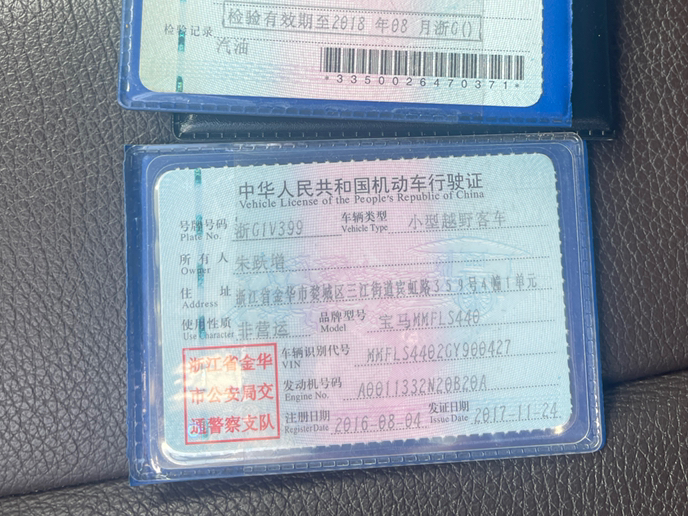 检验有效期至2018 年08 月浙G()
检验记录
汽油
*3350026470371*
中华人民共和国机动车行驶证
Vehicle License of the People's Republic of China
号牌号码 浙G1V399 车辆类型 小型越野客车
Plate No. Vehicle Type
所有人 朱跃增
Owner
住址 浙江省金华市婺城区三江街道宾虹路359号4幢1单元
Address
使用性质 非营运 品牌型号 宝马MMFLS440
Use Character Model
浙江省金华
市公安局交
通警察支队
车辆识别代号 MMFLS4402GY900427
VIN
发动机号码 A0011332N20B20A
Engine No.
注册日期 2016-08-04 发证日期 2017-11-24
Register Date Issue Date